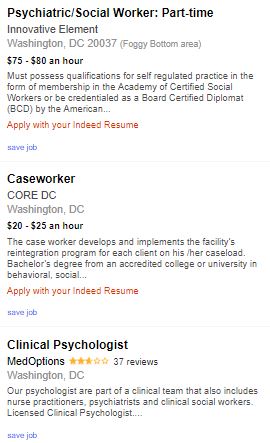 Psychiatric/Social Worker: Part-time
Innovative Element
Washington, DC 20037 (Foggy Bottom area)
$75 - $80 an hour
Must possess qualifications for self regulated practice in the
form of membership in the Academy of Certified Social
Workers or be credentialed as a Board Certified Diplomat
(BCD) by the American...
Apply with your Indeed Resume
save job
Caseworker
CORE DC
Washington, DC
$20 - $25 an hour
The case worker develops and implements the facility's
reintegration program for each client on his /her caseload.
Bachelor's degree from an accredited college or university in
behavioral, social...
Apply with your Indeed Resume
save job
Clinical Psychologist
MedOptions 37 reviews
Washington, DC
Our psychologist are part of a clinical team that also includes
nurse practitioners, psychiatrists and clinical social workers.
Licensed Clinical Psychologist....
save job